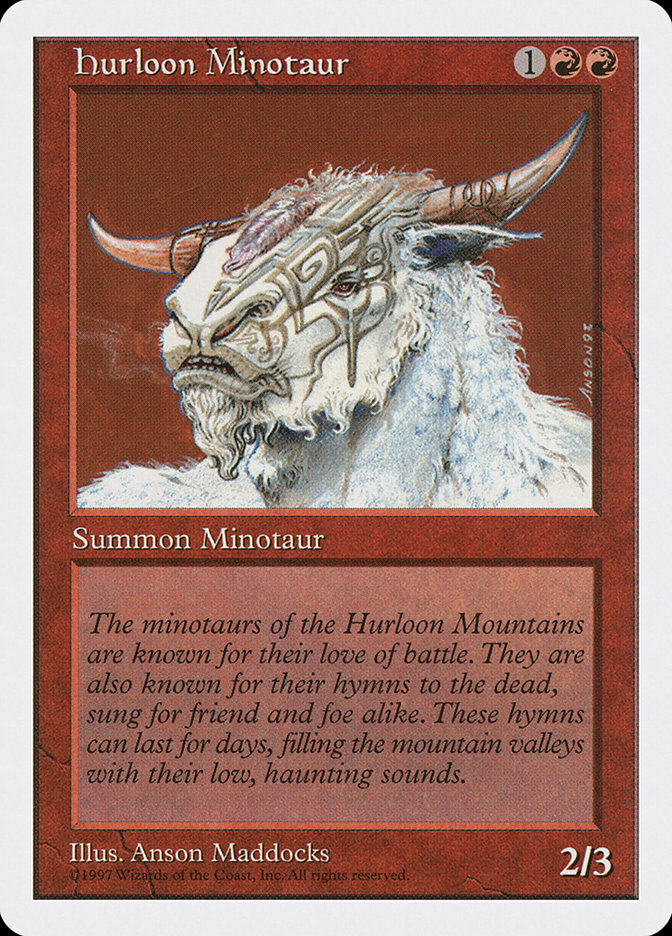 Hurloon Minotaur 1
ANSON 92
Summon Minotaur
The minotaurs of the Hurloon Mountains
are known for their love of battle. They are
also known for their hymns to the dead,
sung for friend and foe alike. These hymns
can last for days, filling the mountain valleys
with their low, haunting sounds.
Illus. Anson Maddocks
©1997 Wizards of the Coast, Inc. All rights reserved.
2/3